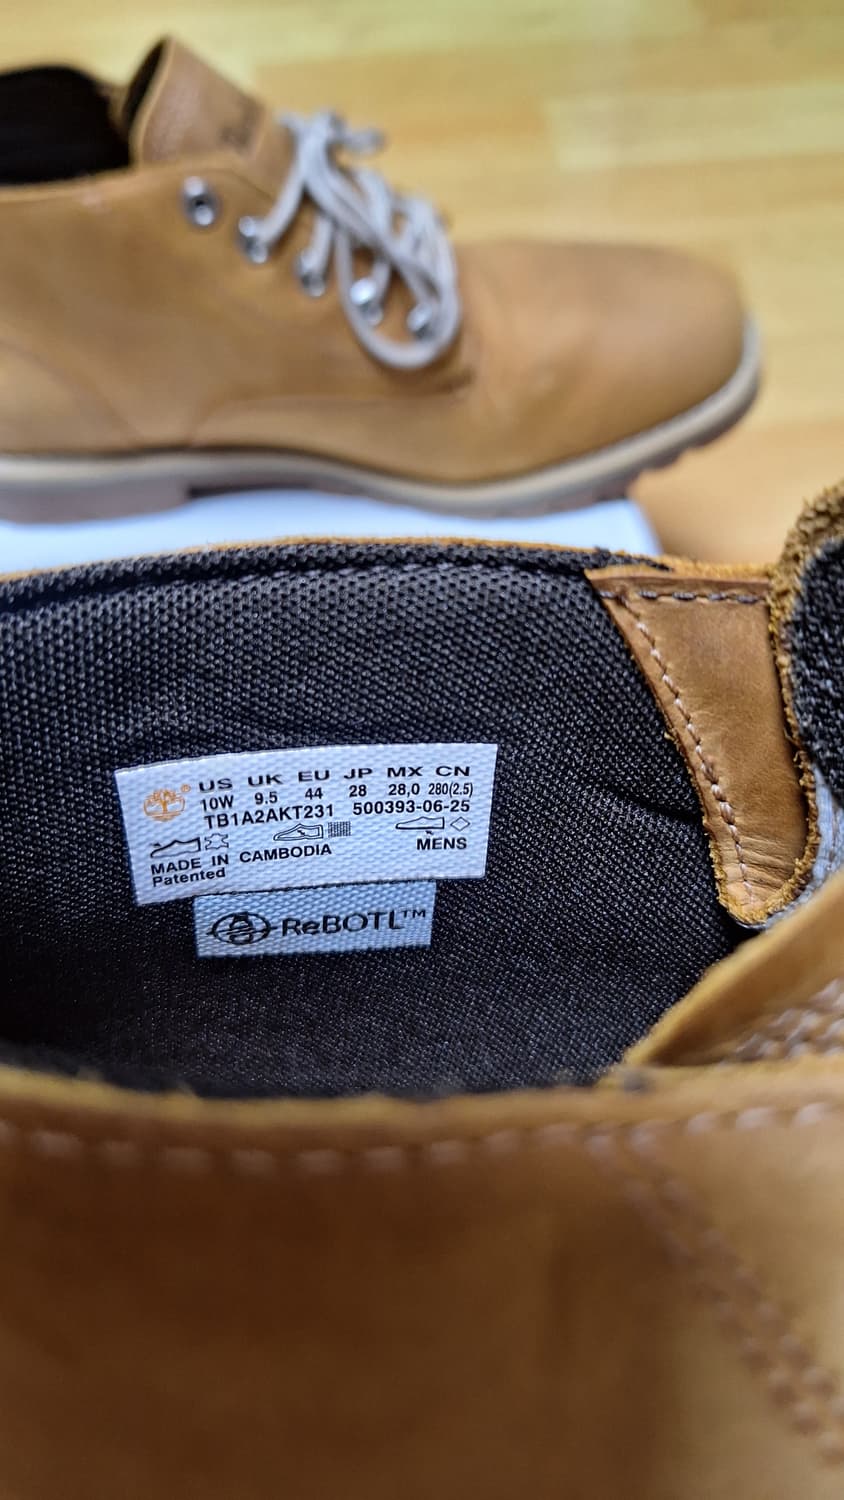 US UK EU JP MX CN
10W 9.5 44 28 28,0 280(2.5)
TB1A2AKT231 500393-06-25
MADE IN CAMBODIA MENS
Patented
ReBOTL™